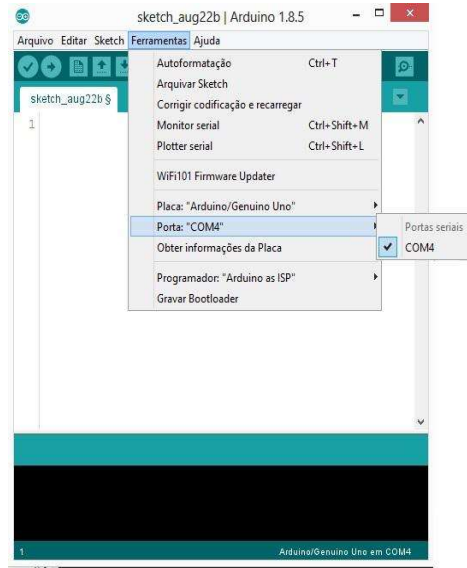 sketch_aug22b | Arduino 1.8.5
Arquivo Editar Sketch Ferramentas Ajuda
sketch_aug22b §
1
Autoformatação Ctrl+T
Arquivar Sketch
Corrigir codificação e recarregar
Monitor serial Ctrl+Shift+M
Plotter serial Ctrl+Shift+L
WiFi101 Firmware Updater
Placa: "Arduino/Genuino Uno"
Porta: "COM4"
Obter informações da Placa
Programador: "Arduino as ISP"
Gravar Bootloader
Portas seriais
COM4
1 Arduino/Genuino Uno em COM4